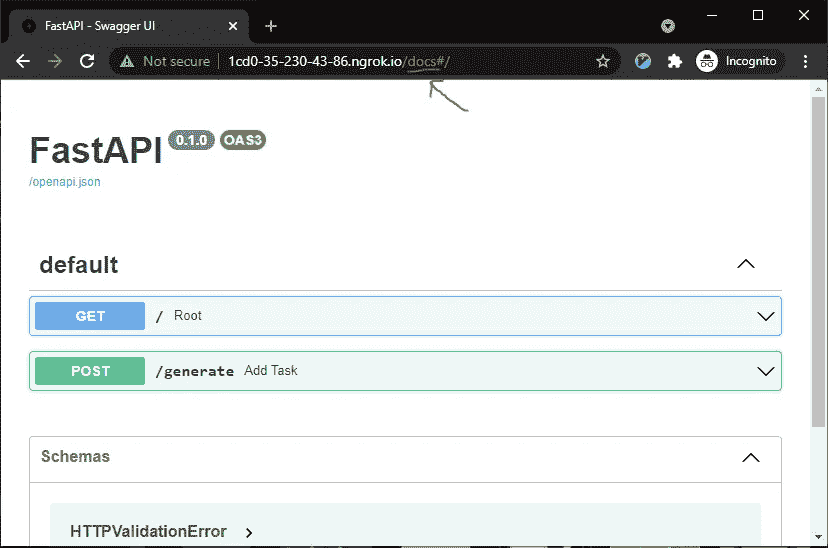 FastAPI - Swagger UI
Not secure 1cd0-35-230-43-86.ngrok.io/docs#/ Incognito
FastAPI 0.1.0 OAS3
/openapi.json
default
GET / Root
POST /generate Add Task
Schemas
HTTPValidationError